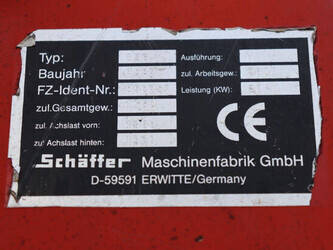 Typ: Ausführung:
Baujahr zul. Arbeitsgew.:
FZ-Ident-Nr.: Leistung (KW):
zul.Gesamtgew.:
zul. Achslast vorn:
zul Achslast hinten:
CE
Schäffer Maschinenfabrik GmbH
D-59591 ERWITTE/Germany